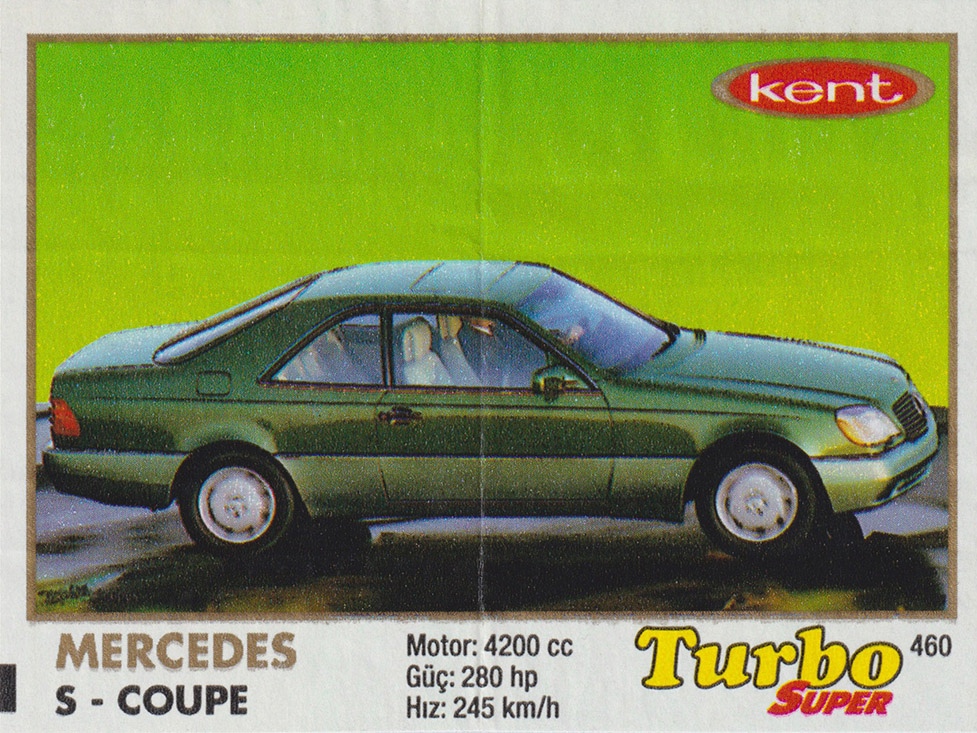 kent
MERCEDES
S - COUPE
Motor: 4200 cc
Güç: 280 hp
Hız: 245 km/h
Turbo
SUPER
460